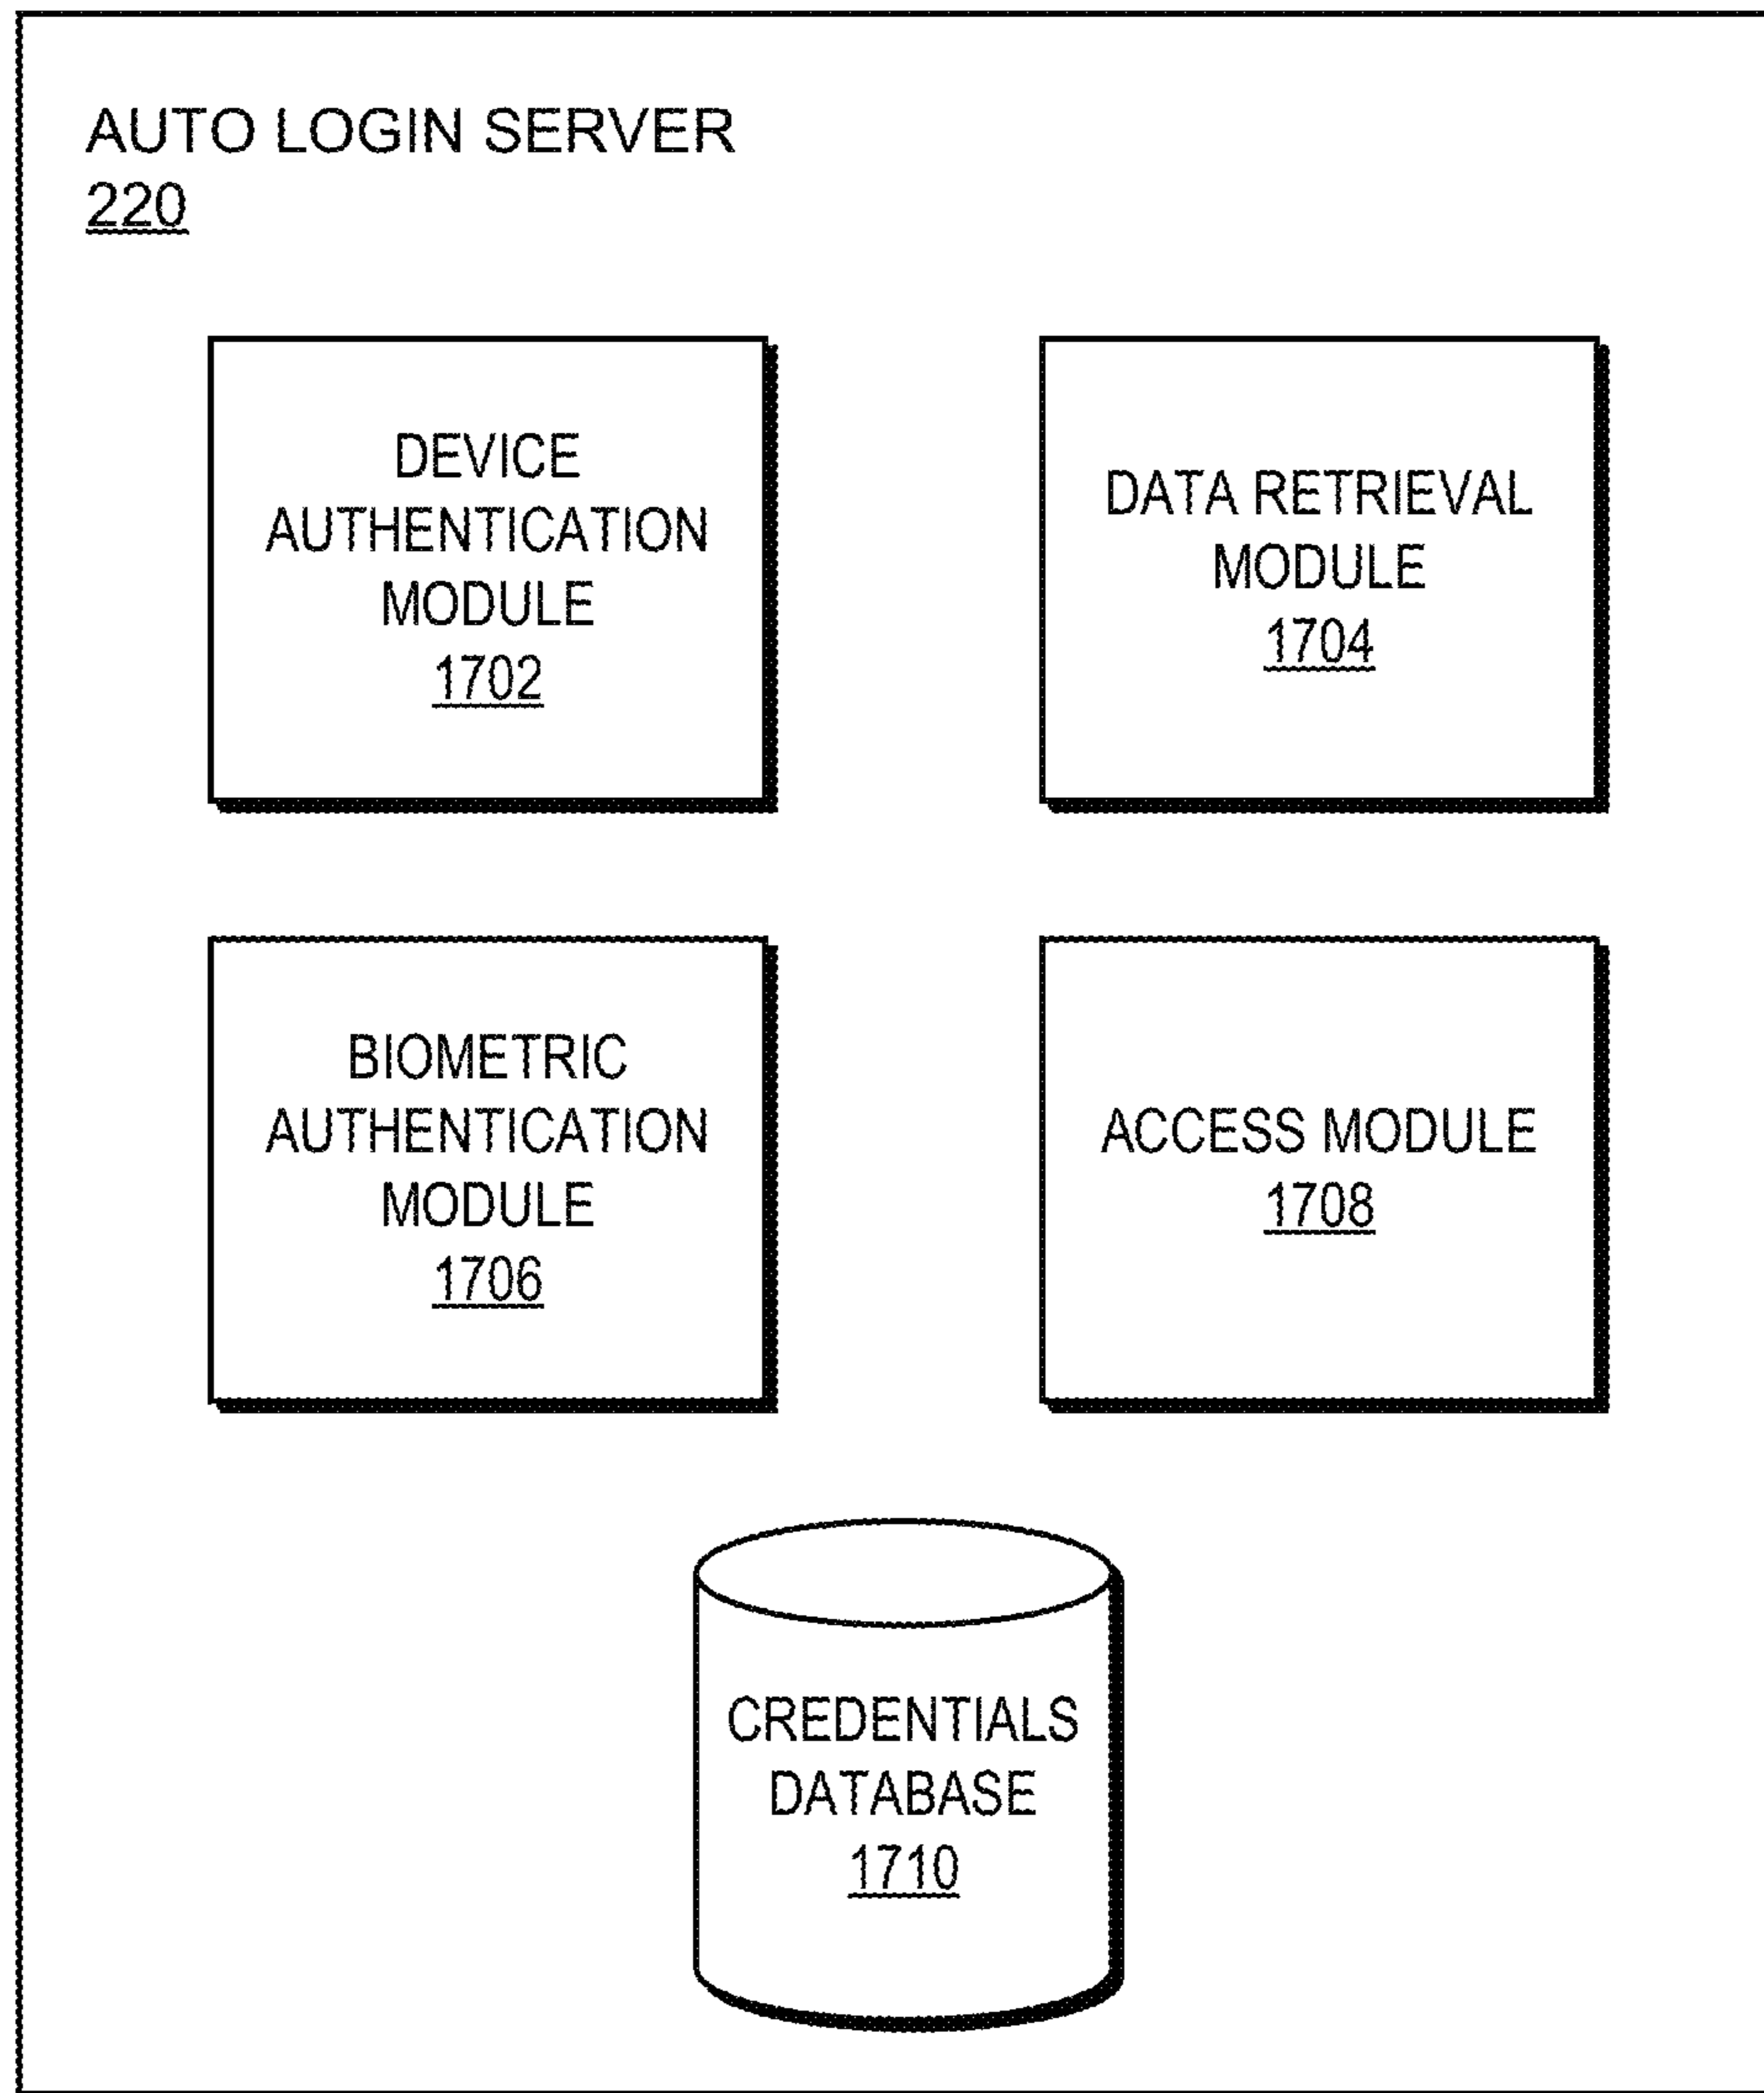 AUTO LOGIN SERVER
220
DEVICE
AUTHENTICATION
MODULE
1702
DATA RETRIEVAL
MODULE
1704
BIOMETRIC
AUTHENTICATION
MODULE
1706
ACCESS MODULE
1708
CREDENTIALS
DATABASE
1710